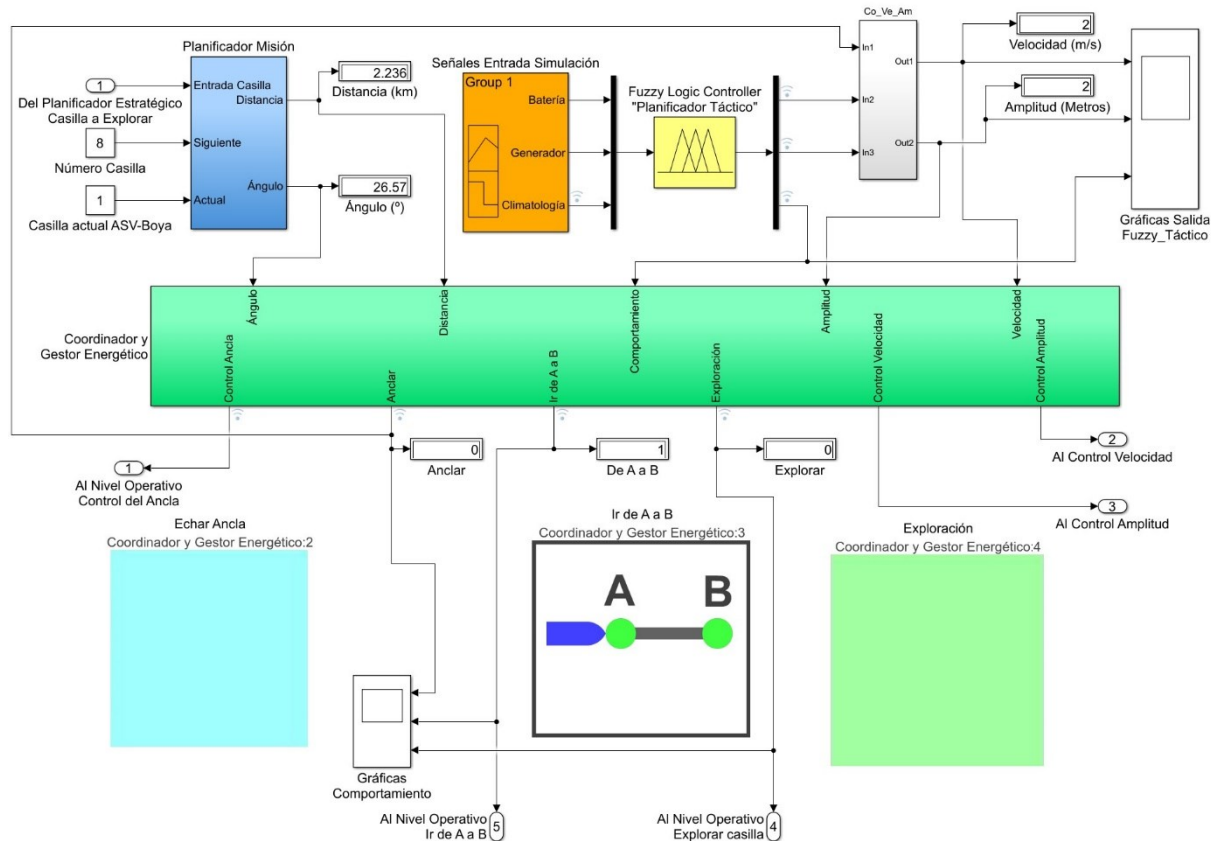 Co_Ve_Am
Planificador Misión
1
Del Planificador Estratégico
Casilla a Explorar
8
Número Casilla
1
Casilla actual ASV-Boya
Entrada Casilla
Distancia
Siguiente
Ángulo
Actual
2.236
Distancia (km)
26.57
Ángulo (º)
Señales Entrada Simulación
Group 1
Batería
Generador
Climatología
Fuzzy Logic Controller
"Planificador Táctico"
In1
In2
In3
Out1
Out2
2
Velocidad (m/s)
2
Amplitud (Metros)
Gráficas Salida
Fuzzy_Táctico
Coordinador y
Gestor Energético
Ángulo
Distancia
Comportamiento
Amplitud
Velocidad
Control Ancla
Anclar
Ir de A a B
Exploración
Control Velocidad
Control Amplitud
1
Al Nivel Operativo
Control del Ancla
0
Anclar
1
De A a B
0
Explorar
2
Al Control Velocidad
3
Al Control Amplitud
Echar Ancla
Coordinador y Gestor Energético:2
Ir de A a B
Coordinador y Gestor Energético:3
A B
Exploración
Coordinador y Gestor Energético:4
Gráficas
Comportamiento
Al Nivel Operativo
Ir de A a B
5
Al Nivel Operativo
Explorar casilla
4